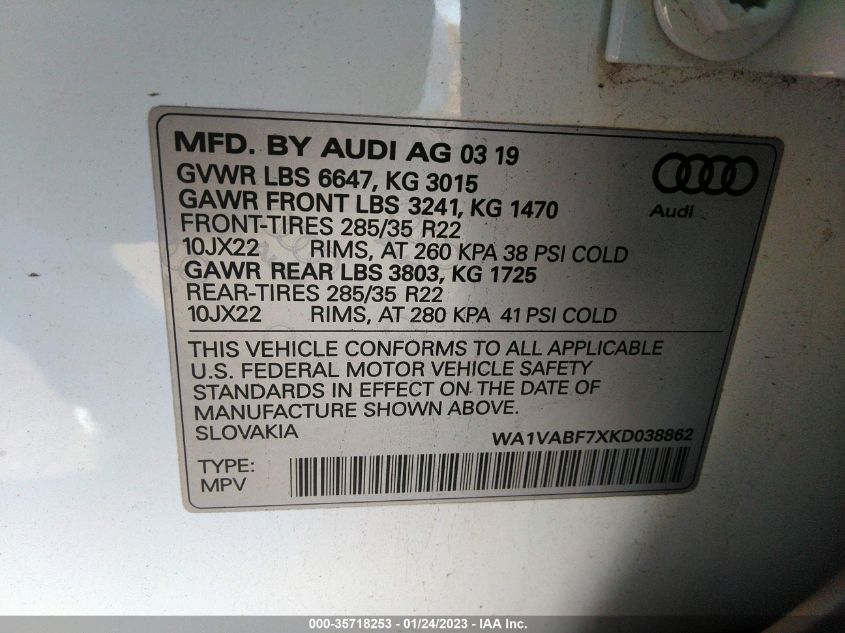 MFD. BY AUDI AG 03 19
GVWR LBS 6647, KG 3015
GAWR FRONT LBS 3241, KG 1470
FRONT-TIRES 285/35 R22
10JX22 RIMS, AT 260 KPA 38 PSI COLD
GAWR REAR LBS 3803, KG 1725
REAR-TIRES 285/35 R22
10JX22 RIMS, AT 280 KPA 41 PSI COLD
Audi
THIS VEHICLE CONFORMS TO ALL APPLICABLE
U.S. FEDERAL MOTOR VEHICLE SAFETY
STANDARDS IN EFFECT ON THE DATE OF
MANUFACTURE SHOWN ABOVE.
SLOVAKIA WA1VABF7XKD038862
TYPE:
MPV
000-35718253 - 01/24/2023 - IAA Inc.